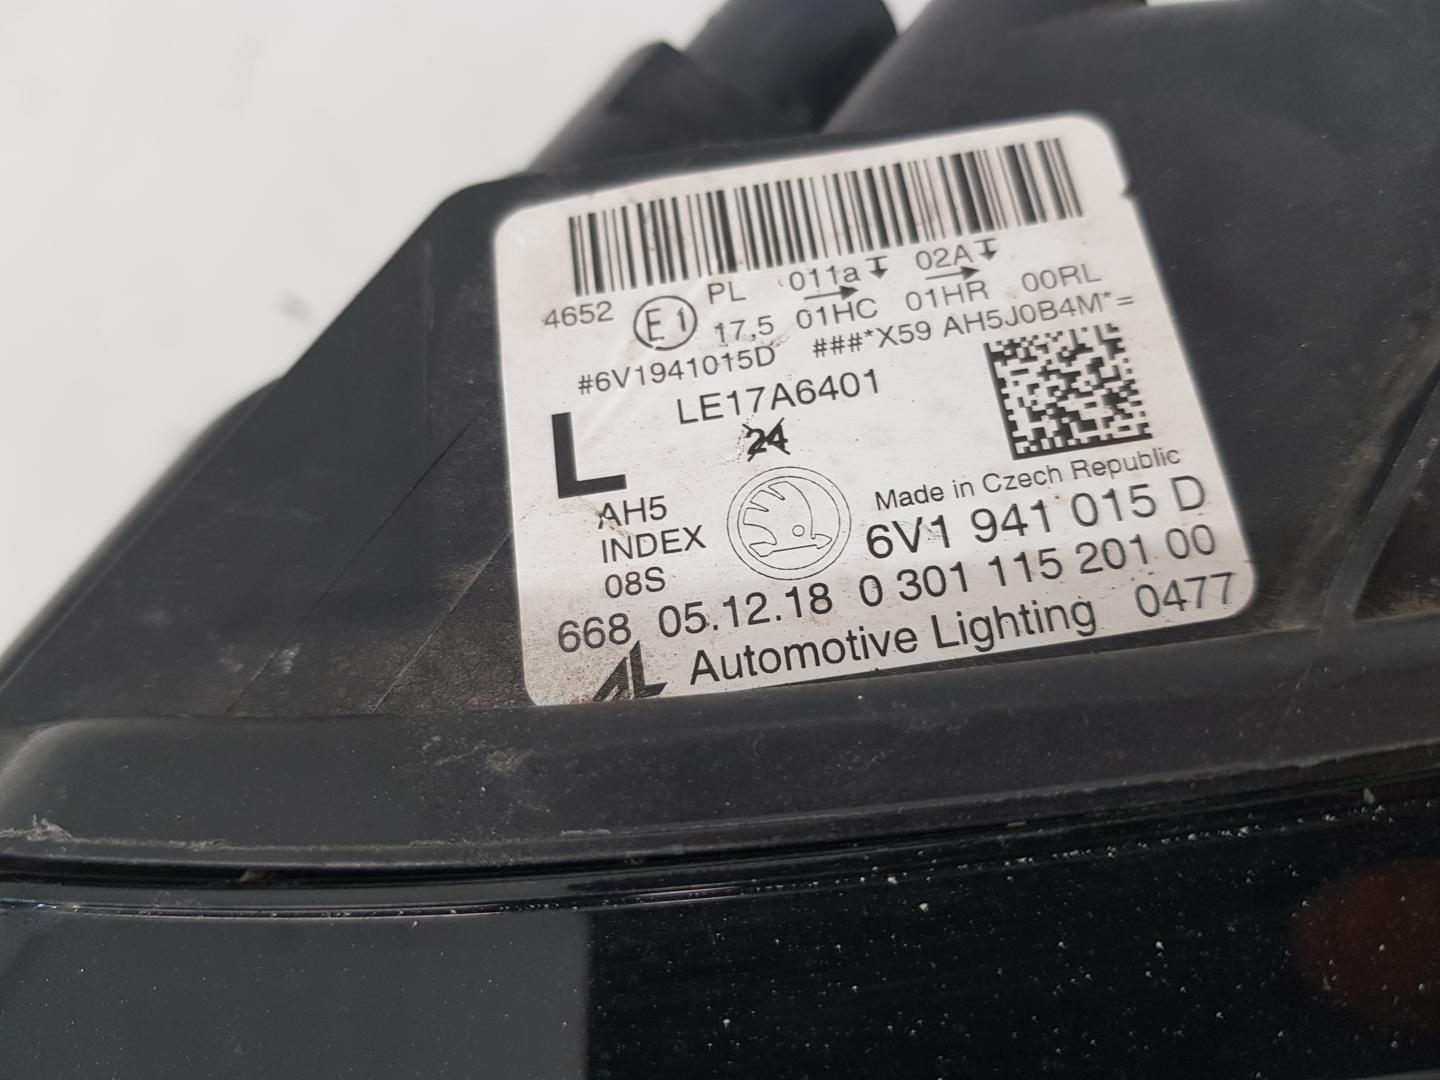 4652 E1 PL 17,5 011a 01HC 02A 01HR 00RL
#6V1941015D ###*X59 AH5J0B4M*=
LE17A6401
24
L
AH5
INDEX
08S
Made in Czech Republic
6V1 941 015 D
668 05.12.18 0 301 115 201 00
AL Automotive Lighting 0477